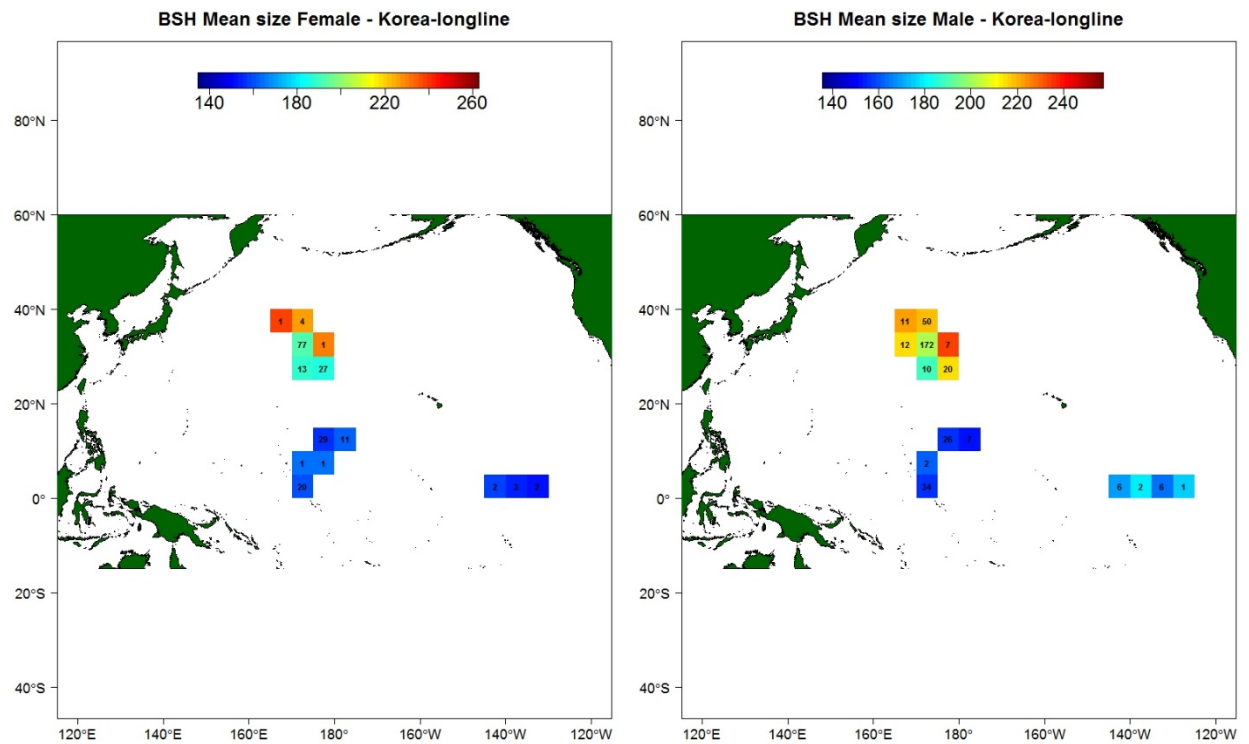 BSH Mean size Female - Korea-longline
140 180 220 260
80°N
60°N
40°N
20°N
0°
20°S
40°S
1 4
77 1
13 27
29 11
1 1
20
2 3 3
120°E 140°E 160°E 180° 160°W 140°W 120°W
BSH Mean size Male - Korea-longline
140 160 180 200 220 240
80°N
60°N
40°N
20°N
0°
20°S
40°S
11 50
12 172 7
10 20
26 7
2
34
6 2 6 1
120°E 140°E 160°E 180° 160°W 140°W 120°W